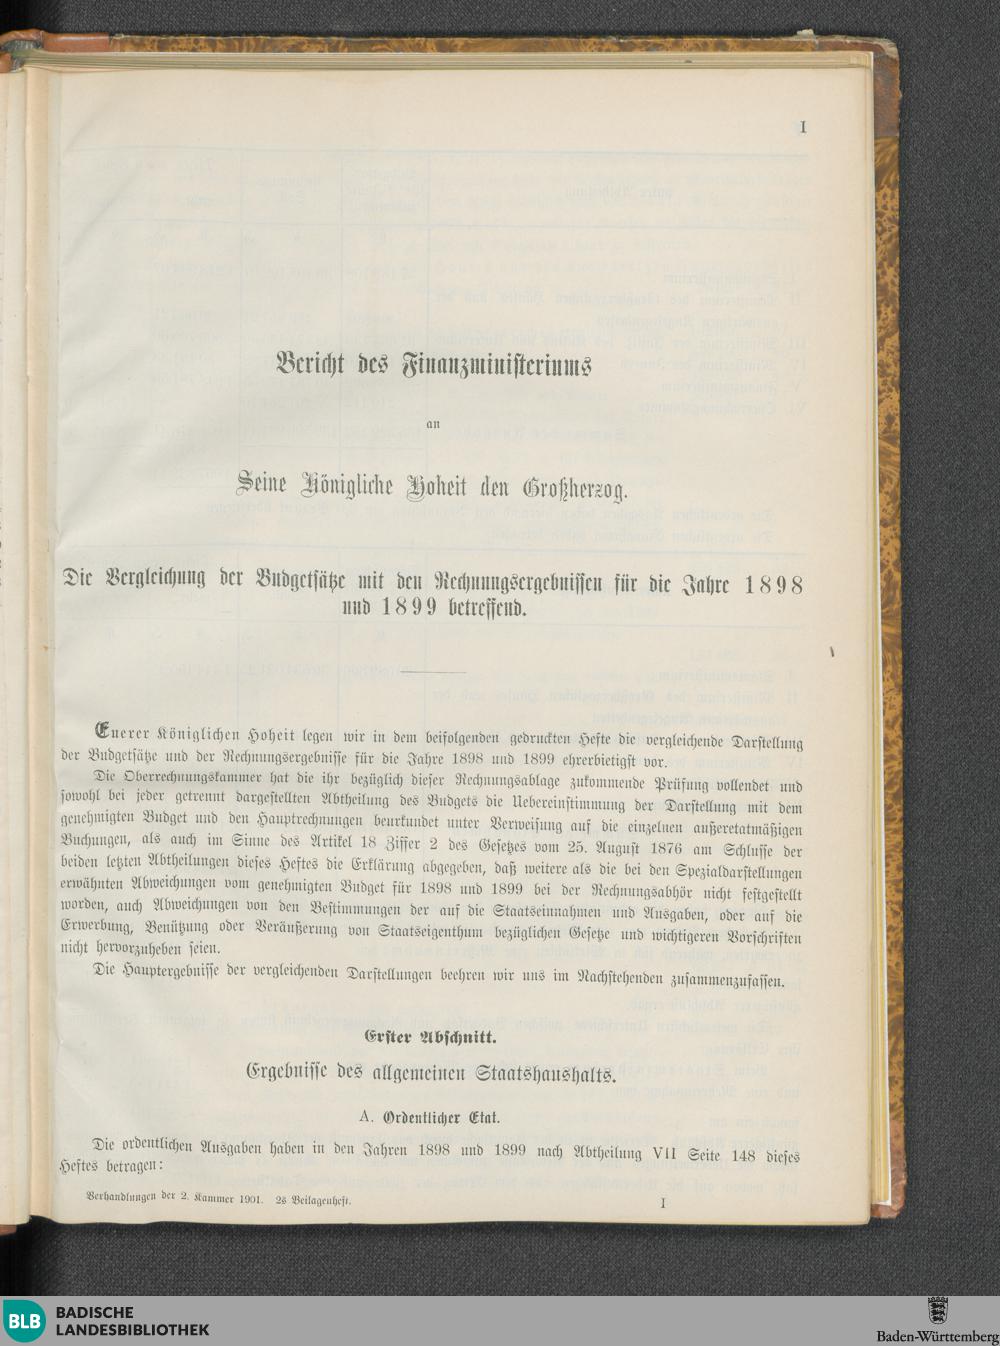 I
Bericht des Finanzministeriums
an
Seine Königliche Hoheit den Großherzog.
Die Vergleichung der Budgetsätze mit den Rechnungsergebnissen für die Jahre 1898
und 1899 betreffend.
Euerer Königlichen Hoheit legen wir in dem beifolgenden gedruckten Hefte die vergleichende Darstellung
der Budgetsätze und der Rechnungsergebnisse für die Jahre 1898 und 1899 ehrerbietigst vor.
Die Oberrechnungskammer hat die ihr bezüglich dieser Rechnungsablage zukommende Prüfung vollendet und
sowohl bei jeder getrennt dargestellten Abtheilung des Budgets die Uebereinstimmung der Darstellung mit dem
genehmigten Budget und den Hauptrechnungen beurkundet unter Verweisung auf die einzelnen außeretatmäßigen
Buchungen, als auch im Sinne des Artikel 18 Ziffer 2 des Gesetzes vom 25. August 1876 am Schlusse der
beiden letzten Abtheilungen dieses Heftes die Erklärung abgegeben, daß weitere als die bei den Spezialdarstellungen
erwähnten Abweichungen vom genehmigten Budget für 1898 und 1899 bei der Rechnungsabhör nicht festgestellt
worden, auch Abweichungen von den Bestimmungen der auf die Staatseinnahmen und Ausgaben, oder auf die
Erwerbung, Benützung oder Veräußerung von Staatseigenthum bezüglichen Gesetze und wichtigeren Vorschriften
nicht hervorzuheben seien.
Die Hauptergebnisse der vergleichenden Darstellungen beehren wir uns im Nachstehenden zusammenzufassen.
Erster Abschnitt.
Ergebnisse des allgemeinen Staatshaushalts.
A. Ordentlicher Etat.
Die ordentlichen Ausgaben haben in den Jahren 1898 und 1899 nach Abtheilung VII Seite 148 dieses
Heftes betragen:
Verhandlungen der 2. Kammer 1901. 2s Beilagenheft. I
BLB BADISCHE
LANDESBIBLIOTHEK
Baden-Württemberg